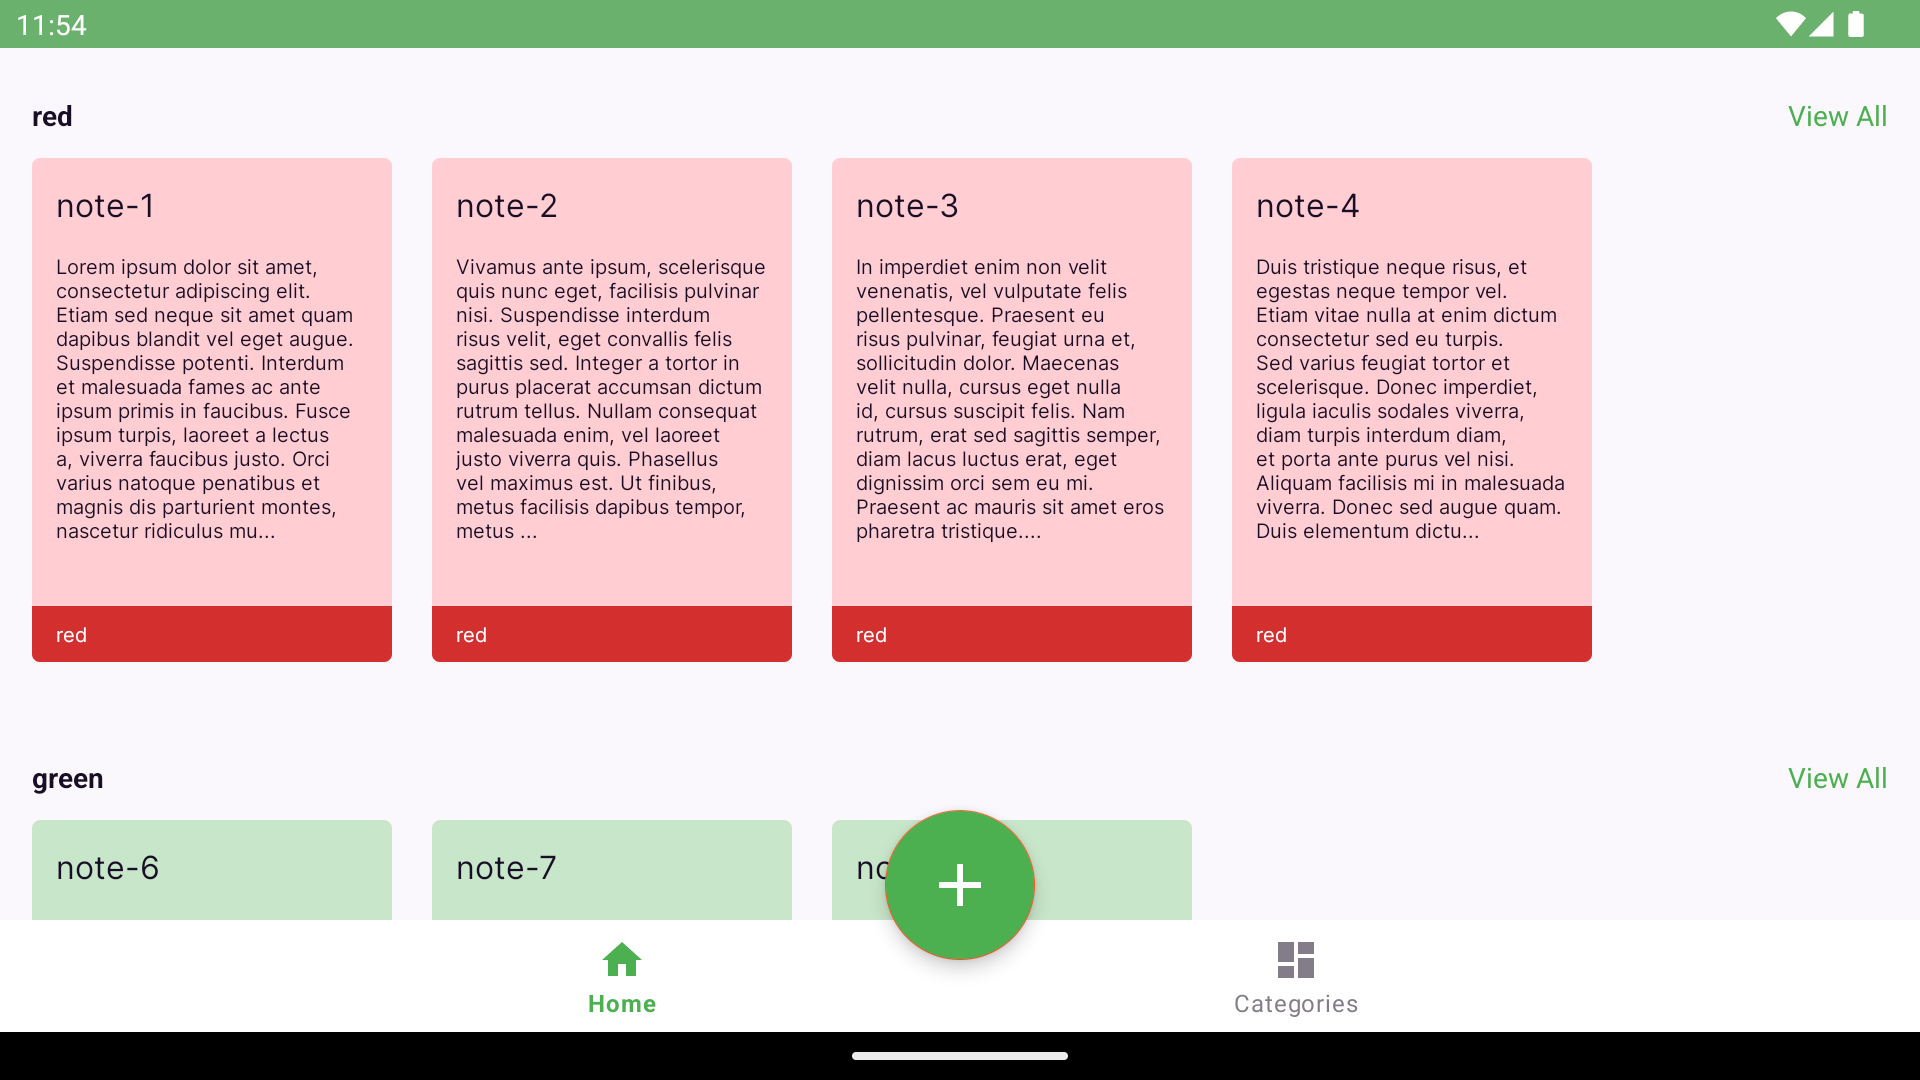 11:54
red
View All
note-1
Lorem ipsum dolor sit amet,
consectetur adipiscing elit.
Etiam sed neque sit amet quam
dapibus blandit vel eget augue.
Suspendisse potenti. Interdum
et malesuada fames ac ante
ipsum primis in faucibus. Fusce
ipsum turpis, laoreet a lectus
a, viverra faucibus justo. Orci
varius natoque penatibus et
magnis dis parturient montes,
nascetur ridiculus mu...
red
note-2
Vivamus ante ipsum, scelerisque
quis nunc eget, facilisis pulvinar
nisi. Suspendisse interdum
risus velit, eget convallis felis
sagittis sed. Integer a tortor in
purus placerat accumsan dictum
rutrum tellus. Nullam consequat
malesuada enim, vel laoreet
justo viverra quis. Phasellus
vel maximus est. Ut finibus,
metus facilisis dapibus tempor,
metus ...
red
note-3
In imperdiet enim non velit
venenatis, vel vulputate felis
pellentesque. Praesent eu
risus pulvinar, feugiat urna et,
sollicitudin dolor. Maecenas
velit nulla, cursus eget nulla
id, cursus suscipit felis. Nam
rutrum, erat sed sagittis semper,
diam lacus luctus erat, eget
dignissim orci sem eu mi.
Praesent ac mauris sit amet eros
pharetra tristique....
red
note-4
Duis tristique neque risus, et
egestas neque tempor vel.
Etiam vitae nulla at enim dictum
consectetur sed eu turpis.
Sed varius feugiat tortor et
scelerisque. Donec imperdiet,
ligula iaculis sodales viverra,
diam turpis interdum diam,
et porta ante purus vel nisi.
Aliquam facilisis mi in malesuada
viverra. Donec sed augue quam.
Duis elementum dictu...
red
green
View All
note-6
note-7
Home
Categories